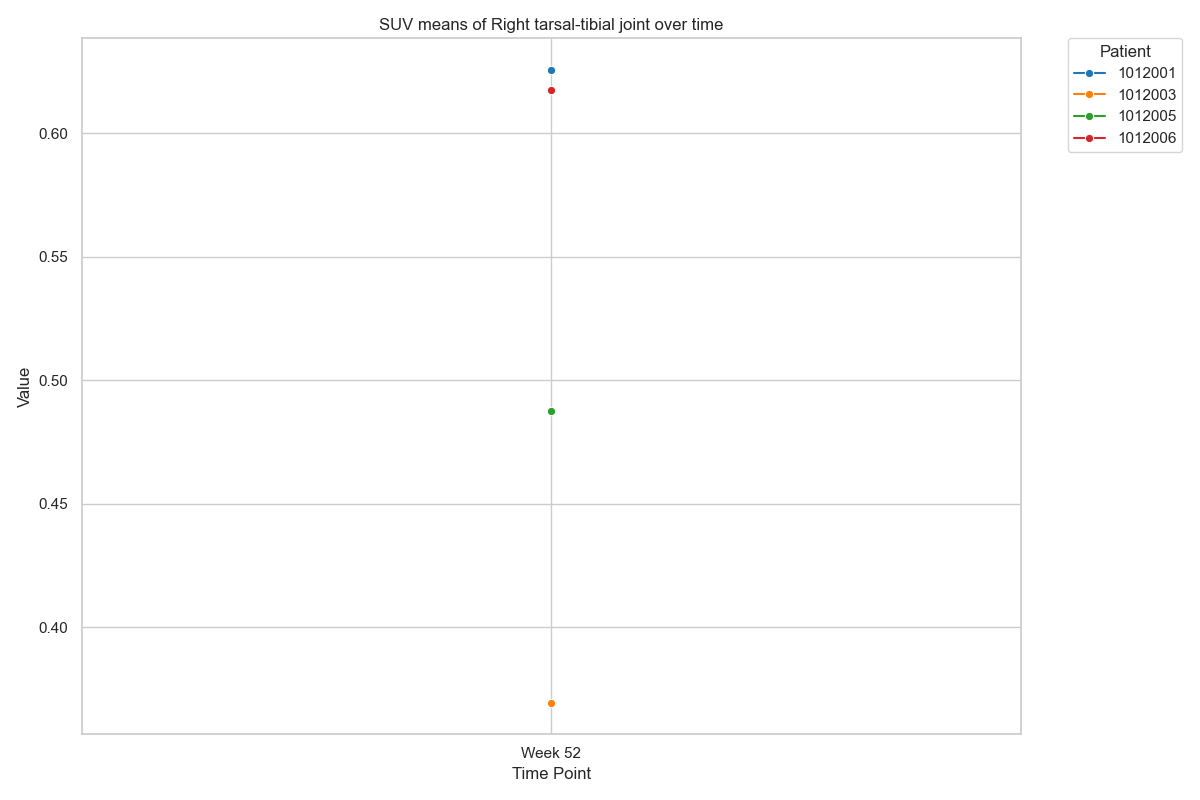 SUV means of Right tarsal-tibial joint over time
Patient
1012001
1012003
1012005
1012006
Value
0.60
0.55
0.50
0.45
0.40
Week 52
Time Point